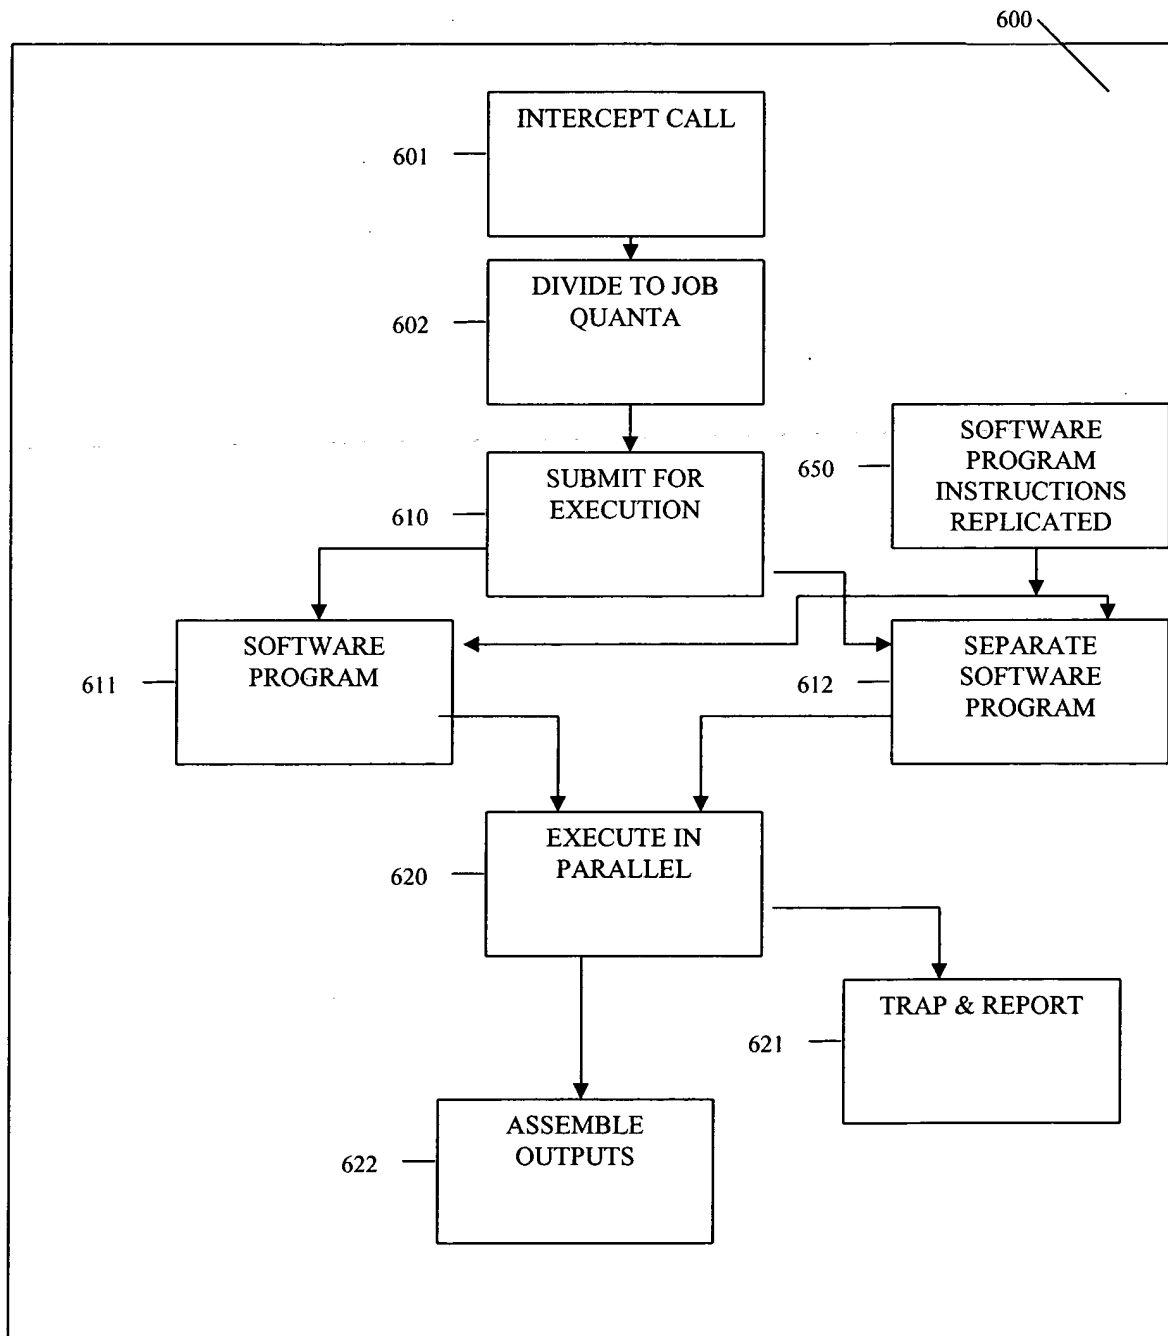 600
INTERCEPT CALL
601
DIVIDE TO JOB
QUANTA
602
SOFTWARE
PROGRAM
INSTRUCTIONS
REPLICATED
650
SUBMIT FOR
EXECUTION
610
SOFTWARE
PROGRAM
611
SEPARATE
SOFTWARE
PROGRAM
612
EXECUTE IN
PARALLEL
620
TRAP & REPORT
621
ASSEMBLE
OUTPUTS
622